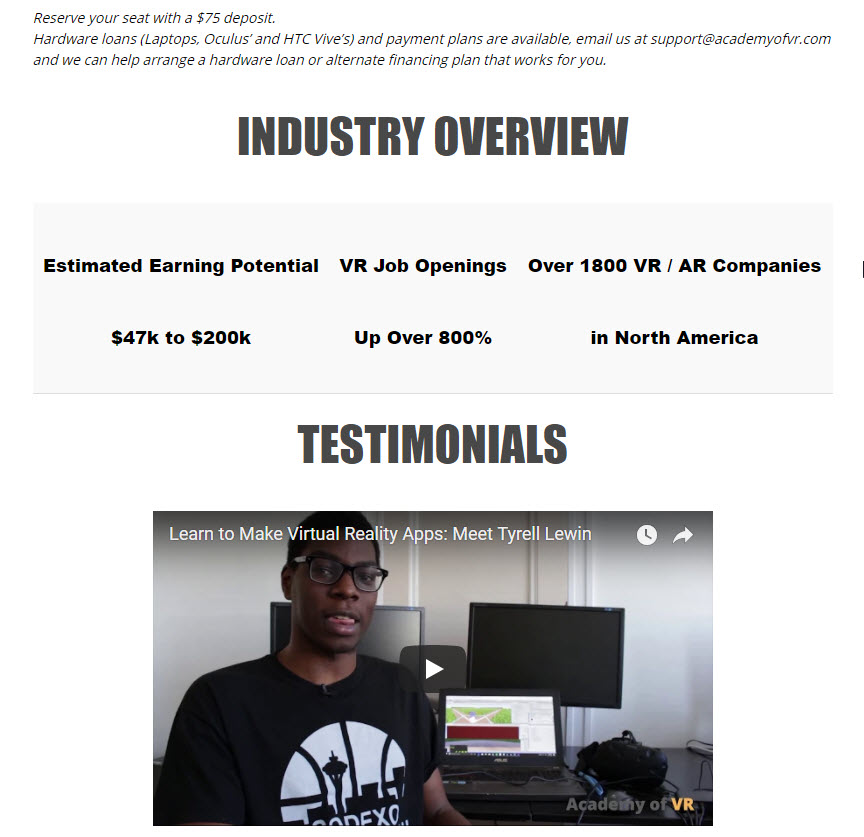 Reserve your seat with a $75 deposit.
Hardware loans (Laptops, Oculus' and HTC Vive's) and payment plans are available, email us at support@academyofvr.com
and we can help arrange a hardware loan or alternate financing plan that works for you.
INDUSTRY OVERVIEW
Estimated Earning Potential VR Job Openings Over 1800 VR / AR Companies
$47k to $200k Up Over 800% in North America
TESTIMONIALS
Learn to Make Virtual Reality Apps: Meet Tyrell Lewin
ASUS
Academy of VR